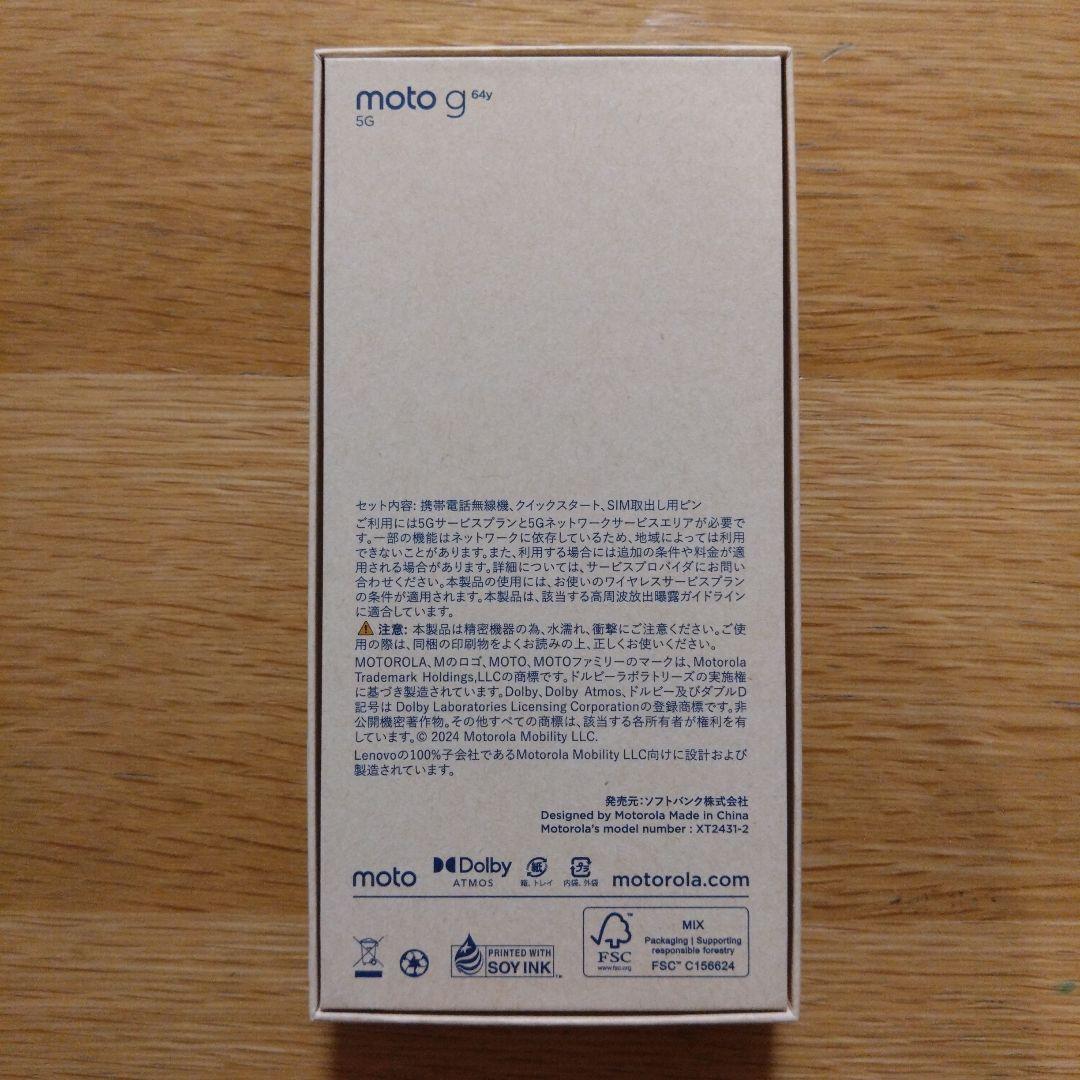 moto g 64y
5G
セット内容: 携帯電話無線機、クイックスタート、SIM取出し用ピン
ご利用には5Gサービスプランと5Gネットワークサービスエリアが必要で
す。一部の機能はネットワークに依存しているため、地域によっては利用
できないことがあります。また、利用する場合には追加の条件や料金が適
用される場合があります。詳細については、サービスプロバイダにお問い
合わせください。本製品の使用には、お使いのワイヤレスサービスプラン
の条件が適用されます。本製品は、該当する高周波放出曝露ガイドライン
に適合しています。
注意: 本製品は精密機器の為、水濡れ、衝撃にご注意ください。ご使
用の際は、同梱の印刷物をよくお読みの上、正しくお使いください。
MOTOROLA、Mのロゴ、MOTO、MOTOファミリーのマークは、Motorola
Trademark Holdings,LLCの商標です。ドルビーラボラトリーズの実施権
に基づき製造されています。Dolby、Dolby Atmos、ドルビー及びダブルD
記号は Dolby Laboratories Licensing Corporationの登録商標です。非
公開機密著作物。その他すべての商標は、該当する各所有者が権利を有
しています。© 2024 Motorola Mobility LLC.
Lenovoの100%子会社であるMotorola Mobility LLC向けに設計および
製造されています。
発売元:ソフトバンク株式会社
Designed by Motorola Made in China
Motorola's model number : XT2431-2
moto
Dolby
ATMOS
紙
箱、トレイ
プラ
内袋、外袋
motorola.com
PRINTED WITH
SOY INK™
FSC™
www.fsc.org
MIX
Packaging | Supporting
responsible forestry
FSC™ C156624